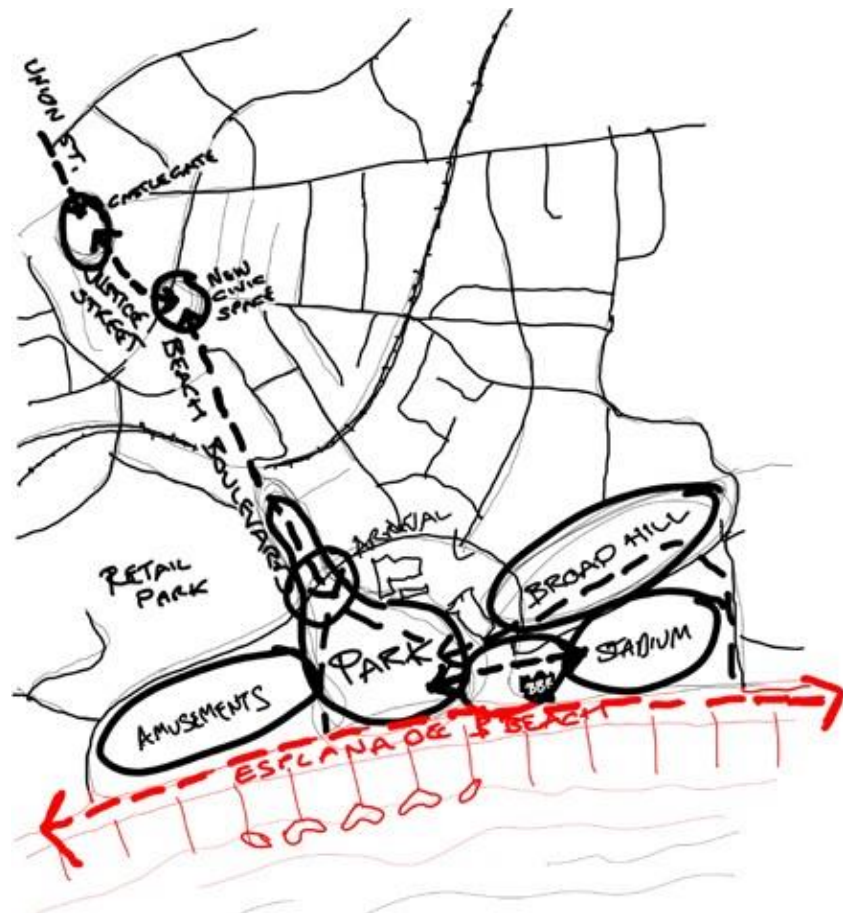 UNION ST.
CASTLEGATE
JUSTICE
STREET
NEW
CIVIC
SPACE
BEACH BOULEVARD
ARRIVAL
RETAIL
PARK
BROAD HILL
PARK
STADIUM
AMUSEMENTS
ESPLANADE & BEACH